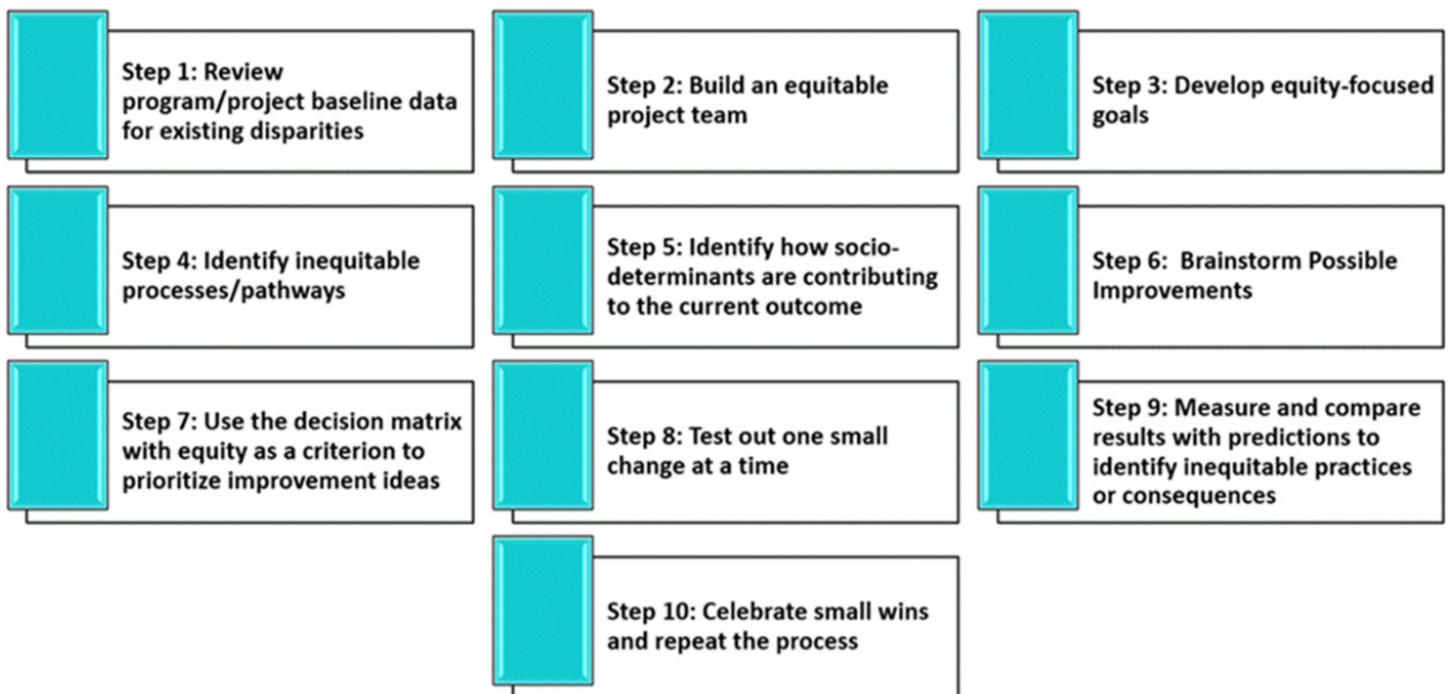 Step 1: Review
program/project baseline data
for existing disparities
Step 2: Build an equitable
project team
Step 3: Develop equity-focused
goals
Step 4: Identify inequitable
processes/pathways
Step 5: Identify how socio-
determinants are contributing
to the current outcome
Step 6:  Brainstorm Possible
Improvements
Step 7: Use the decision matrix
with equity as a criterion to
prioritize improvement ideas
Step 8: Test out one small
change at a time
Step 9: Measure and compare
results with predictions to
identify inequitable practices
or consequences
Step 10: Celebrate small wins
and repeat the process